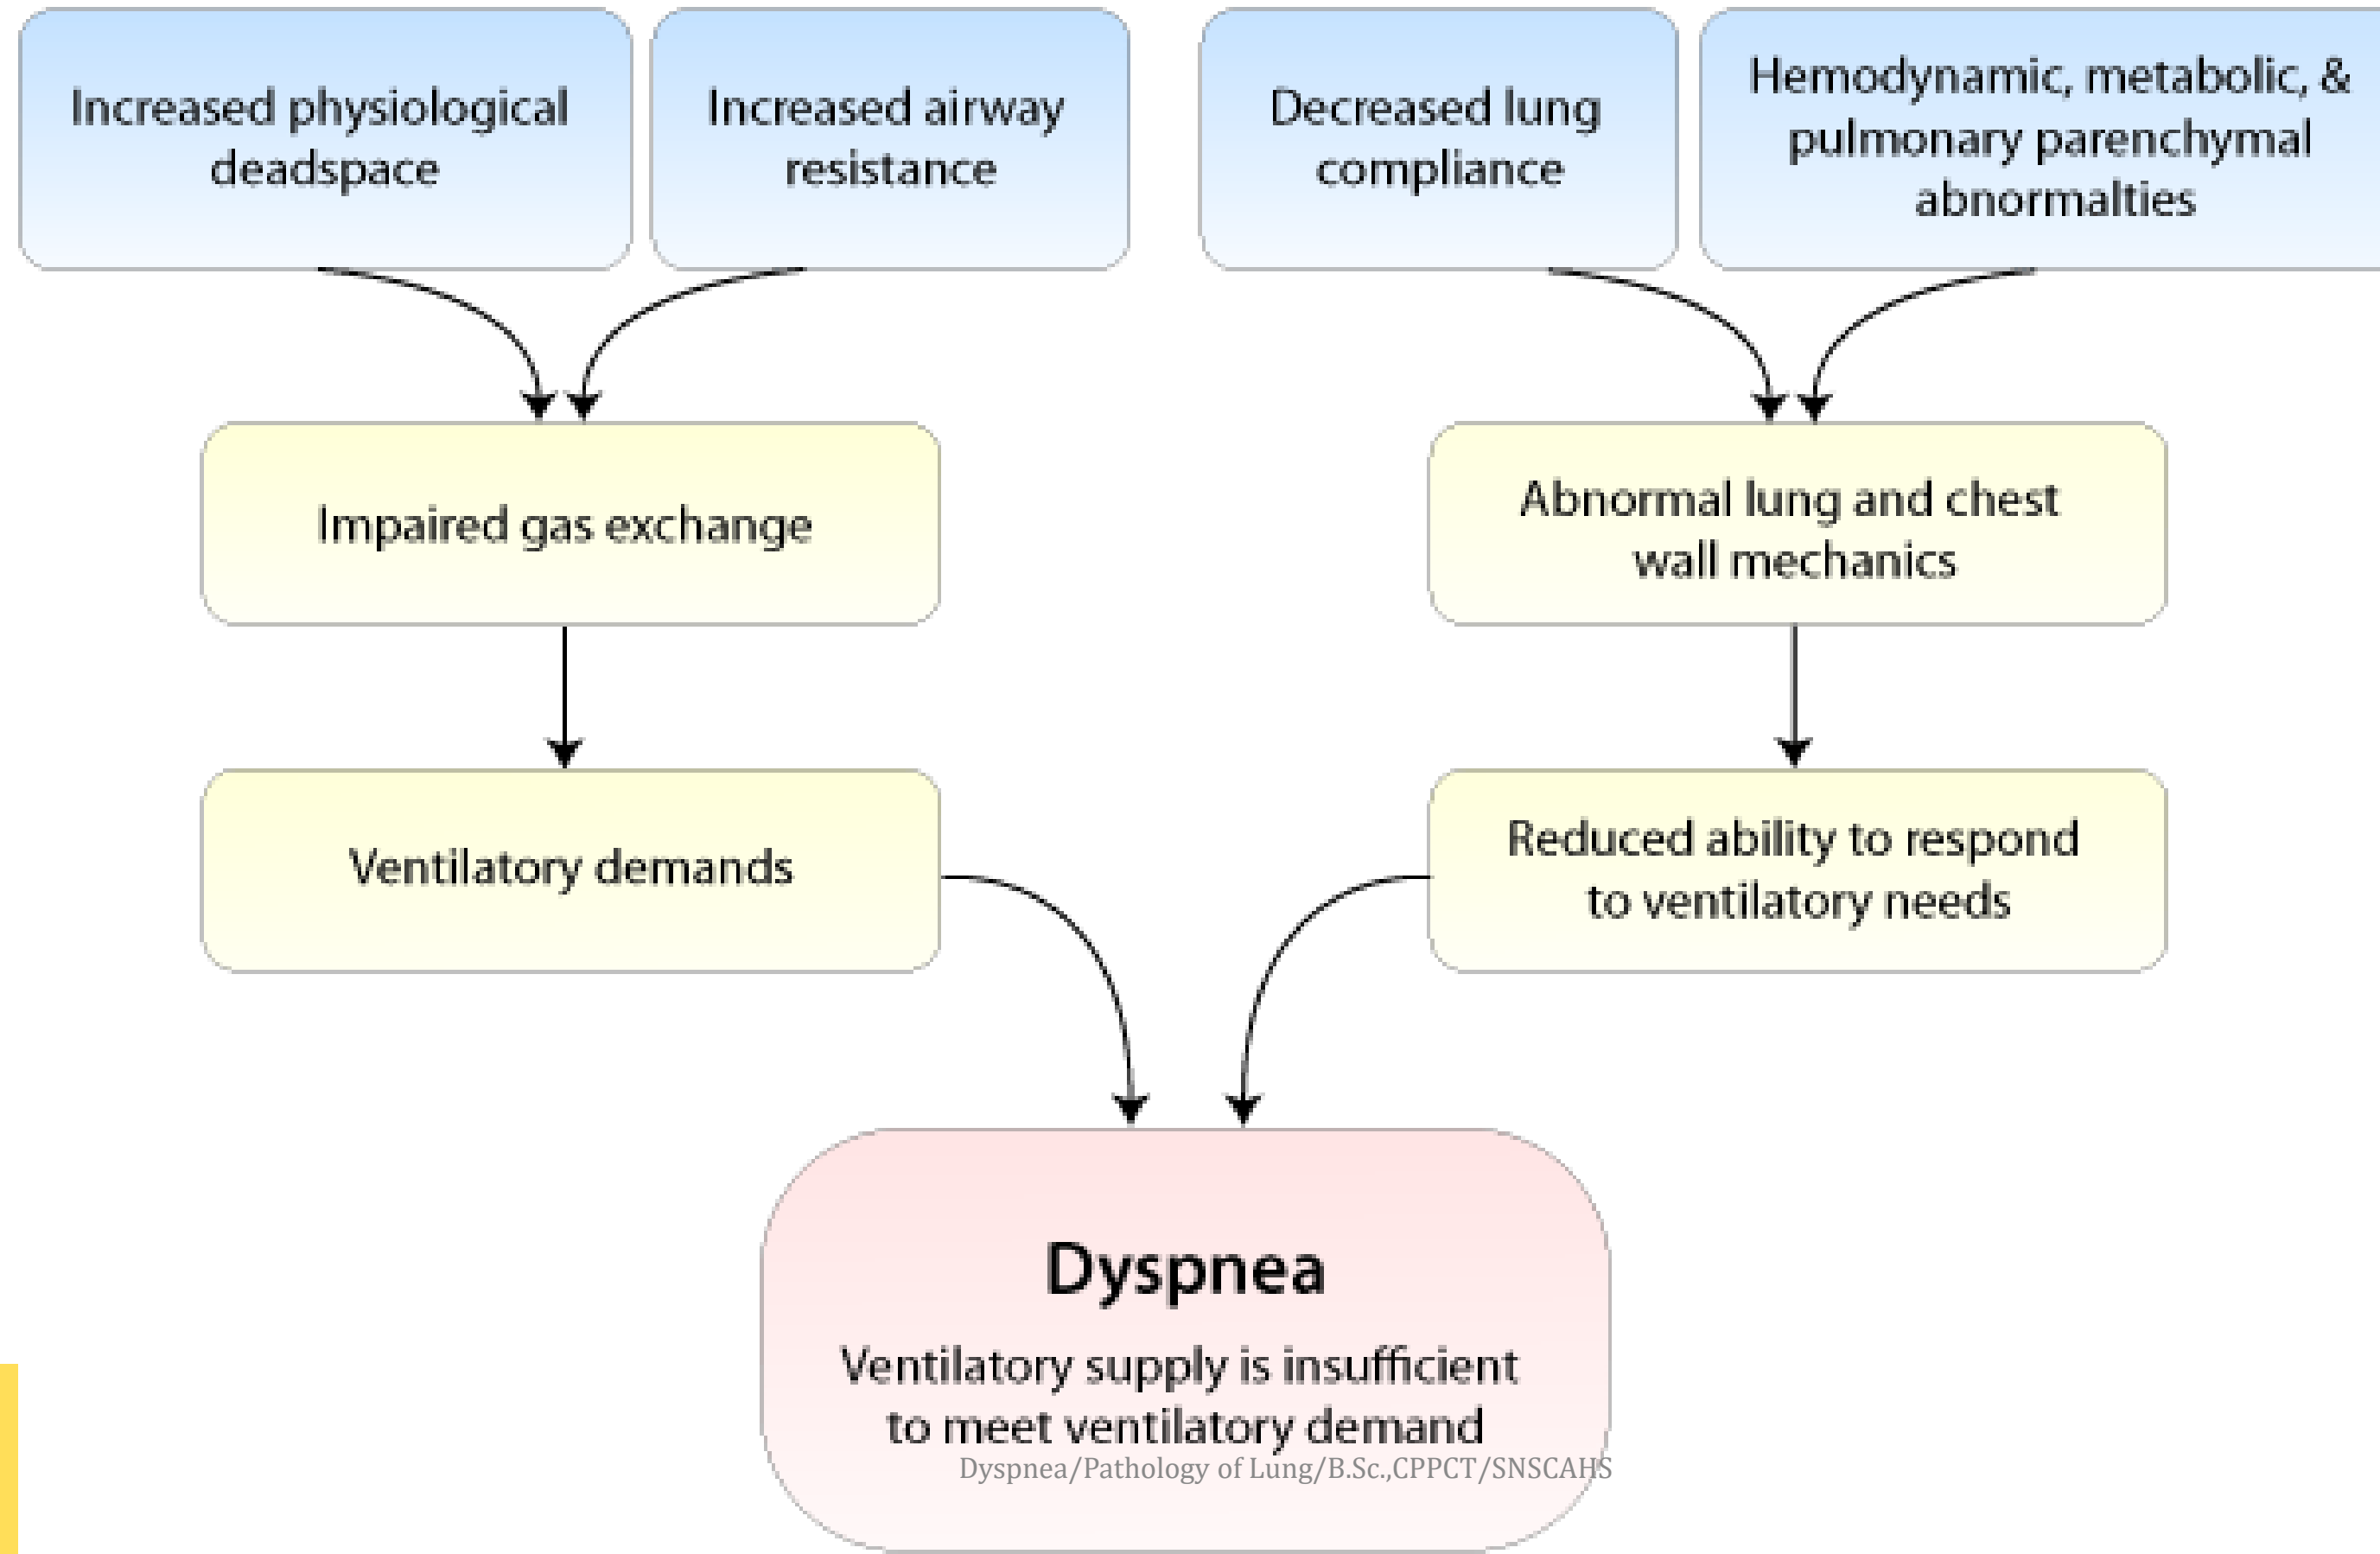 Increased physiological
deadspace
Increased airway
resistance
Decreased lung
compliance
Hemodynamic, metabolic, &
pulmonary parenchymal
abnormalties
Impaired gas exchange
Abnormal lung and chest
wall mechanics
Ventilatory demands
Reduced ability to respond
to ventilatory needs
Dyspnea
Ventilatory supply is insufficient
to meet ventilatory demand
Dyspnea/Pathology of Lung/B.Sc.,CPPCT/SNSCAHS